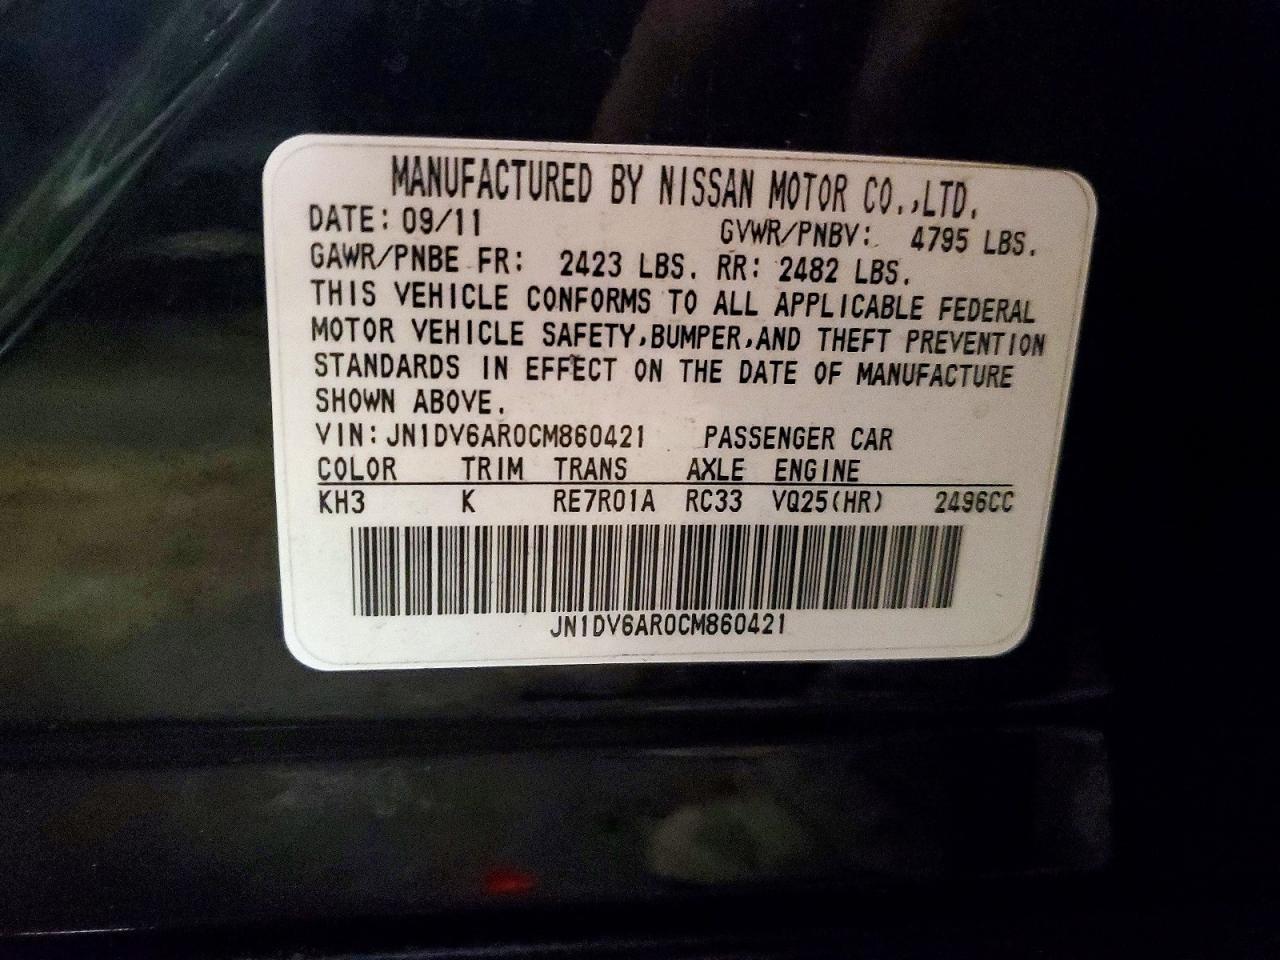 MANUFACTURED BY NISSAN MOTOR CO.,LTD.
DATE: 09/11 GVWR/PNBV: 4795 LBS.
GAWR/PNBE FR: 2423 LBS. RR: 2482 LBS.
THIS VEHICLE CONFORMS TO ALL APPLICABLE FEDERAL
MOTOR VEHICLE SAFETY,BUMPER,AND THEFT PREVENTION
STANDARDS IN EFFECT ON THE DATE OF MANUFACTURE
SHOWN ABOVE.
VIN: JN1DV6AR0CM860421 PASSENGER CAR
COLOR TRIM TRANS AXLE ENGINE
KH3 K RE7R01A RC33 VQ25(HR) 2496CC
JN1DV6AR0CM860421